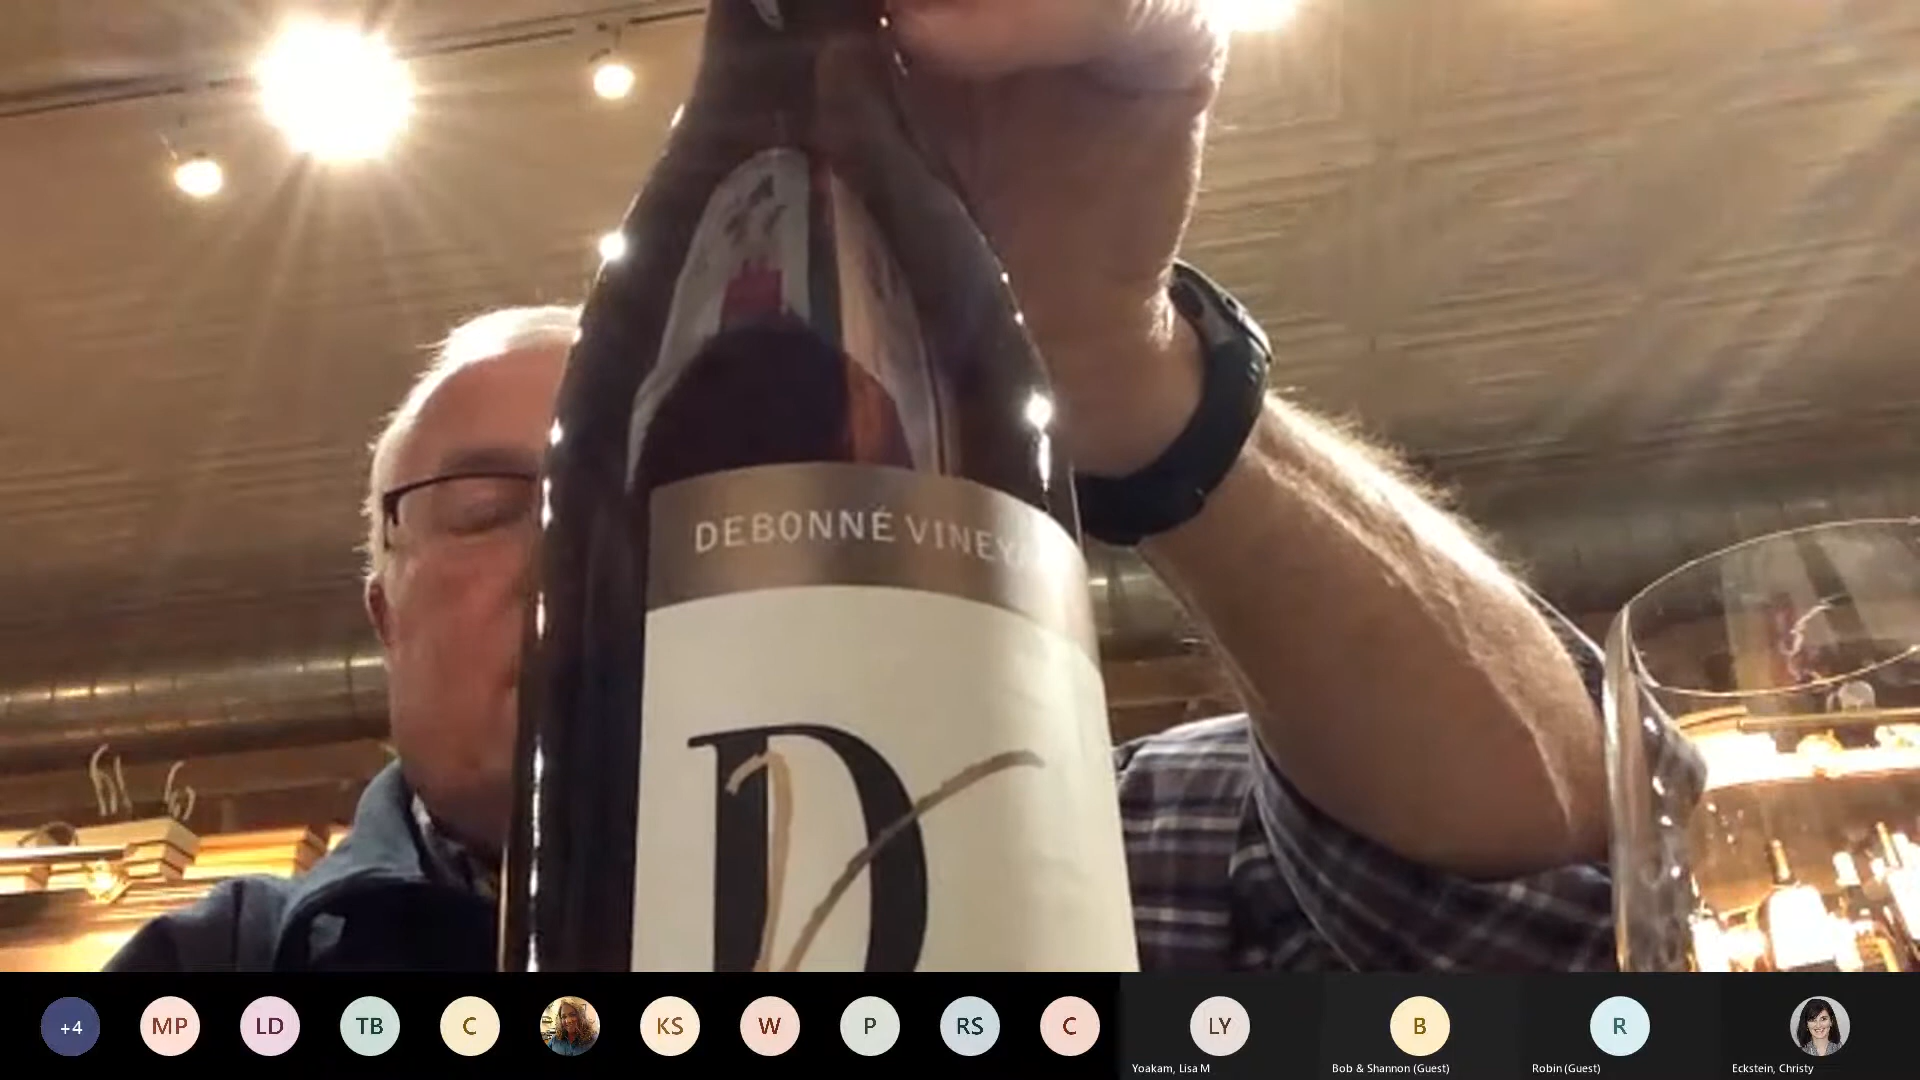 DEBONNÉ VINEY
D
+4
MP
LD
TB
C
KS
W
P
RS
C
LY
B
R
Yoakam, Lisa M
Bob & Shannon (Guest)
Robin (Guest)
Eckstein, Christy